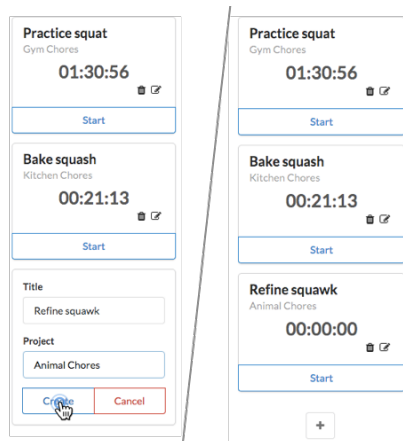 Practice squat
Gym Chores
01:30:56
Start
Bake squash
Kitchen Chores
00:21:13
Start
Title
Refine squawk
Project
Animal Chores
Create
Cancel
Practice squat
Gym Chores
01:30:56
Start
Bake squash
Kitchen Chores
00:21:13
Start
Refine squawk
Animal Chores
00:00:00
Start
+